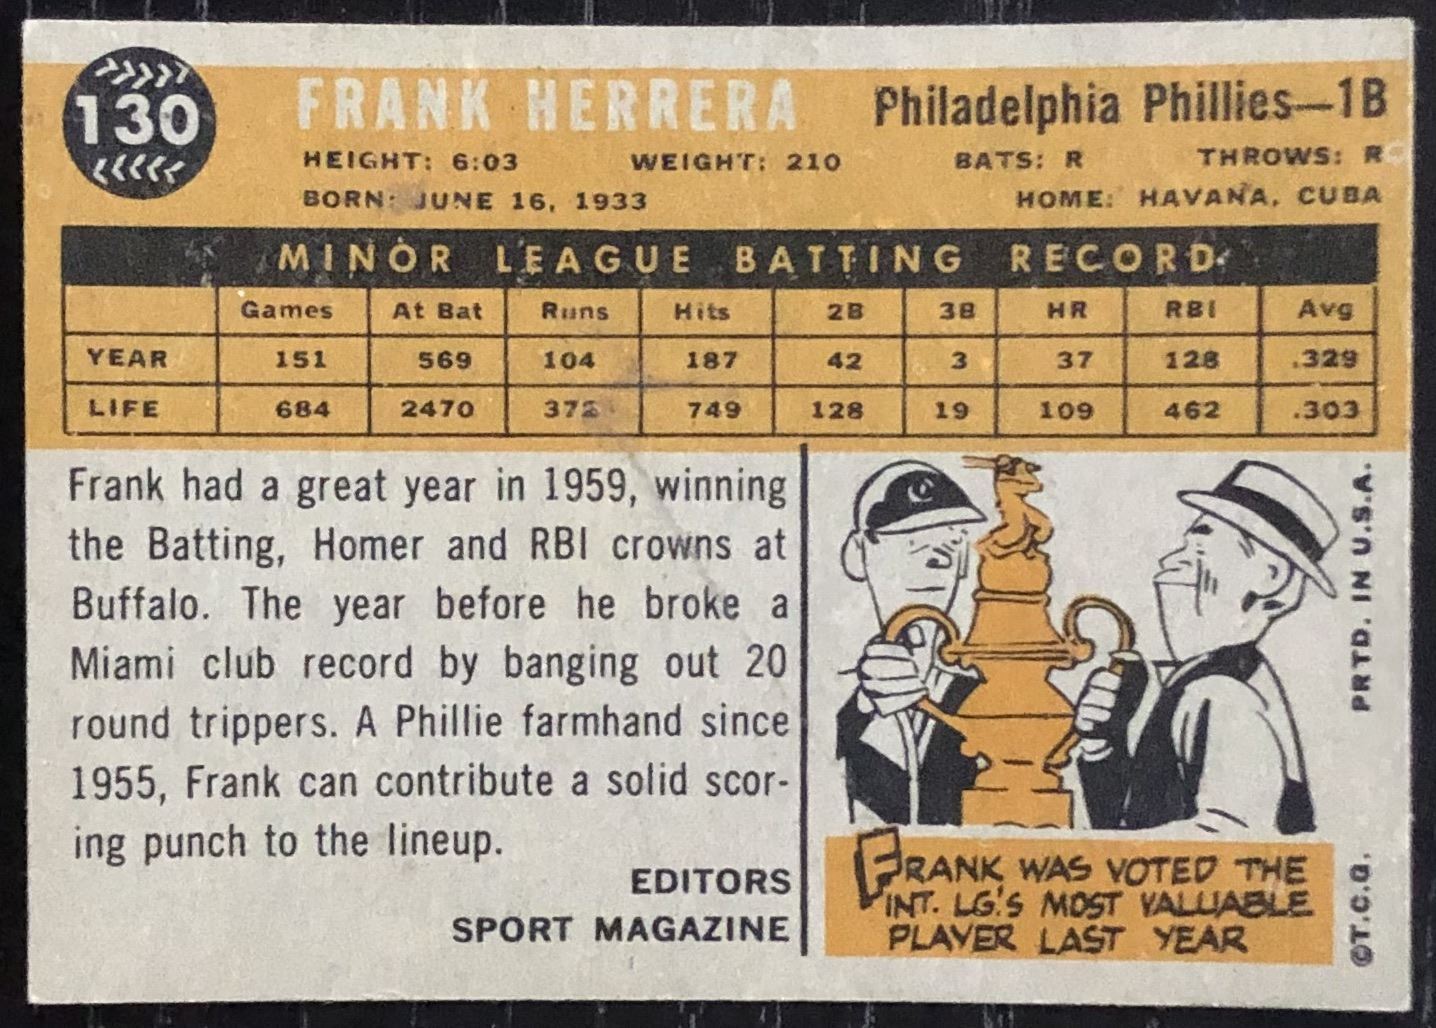 130
FRANK HERRERA Philadelphia Phillies—1B
HEIGHT: 6:03 WEIGHT: 210 BATS: R THROWS: R
BORN: JUNE 16, 1933 HOME: HAVANA, CUBA
MINOR LEAGUE BATTING RECORD
Games At Bat Runs Hits 2B 3B HR RBI Avg
YEAR 151 569 104 187 42 3 37 128 .329
LIFE 684 2470 372 749 128 19 109 462 .303
Frank had a great year in 1959, winning
the Batting, Homer and RBI crowns at
Buffalo. The year before he broke a
Miami club record by banging out 20
round trippers. A Phillie farmhand since
1955, Frank can contribute a solid scor-
ing punch to the lineup.
EDITORS
SPORT MAGAZINE
C
FRANK WAS VOTED THE
INT. LG.'S MOST VALUABLE
PLAYER LAST YEAR
PRTD. IN U.S.A.
©T.C.G.